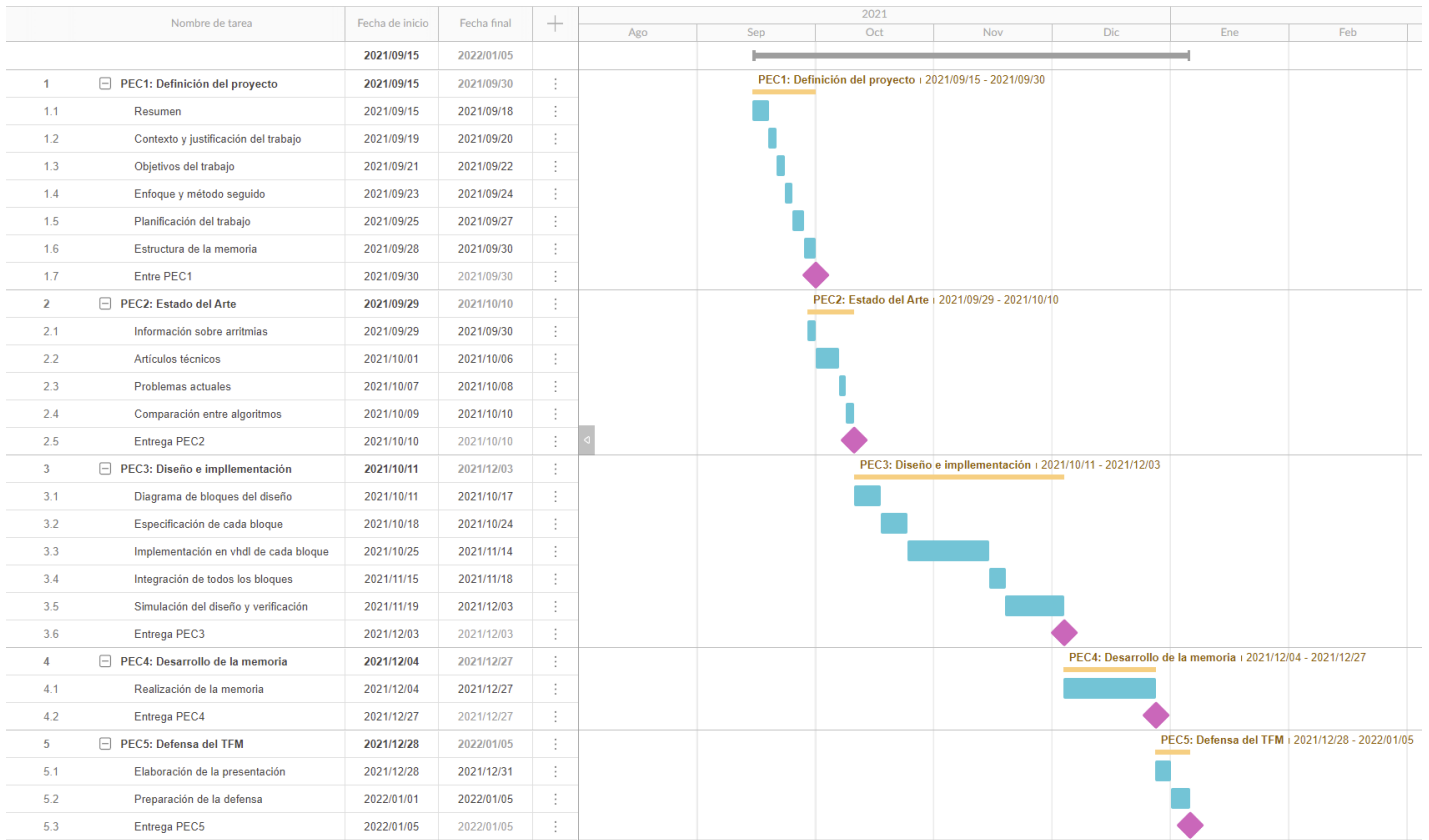 Nombre de tarea Fecha de inicio Fecha final
2021
Ago Sep Oct Nov Dic Ene Feb
2021/09/15 2022/01/05
1 PEC1: Definición del proyecto 2021/09/15 2021/09/30 PEC1: Definición del proyecto 2021/09/15 - 2021/09/30
1.1 Resumen 2021/09/15 2021/09/18
1.2 Contexto y justificación del trabajo 2021/09/19 2021/09/20
1.3 Objetivos del trabajo 2021/09/21 2021/09/22
1.4 Enfoque y método seguido 2021/09/23 2021/09/24
1.5 Planificación del trabajo 2021/09/25 2021/09/27
1.6 Estructura de la memoria 2021/09/28 2021/09/30
1.7 Entre PEC1 2021/09/30 2021/09/30
2 PEC2: Estado del Arte 2021/09/29 2021/10/10 PEC2: Estado del Arte 2021/09/29 - 2021/10/10
2.1 Información sobre arritmias 2021/09/29 2021/09/30
2.2 Artículos técnicos 2021/10/01 2021/10/06
2.3 Problemas actuales 2021/10/07 2021/10/08
2.4 Comparación entre algoritmos 2021/10/09 2021/10/10
2.5 Entrega PEC2 2021/10/10 2021/10/10
3 PEC3: Diseño e impllementación 2021/10/11 2021/12/03 PEC3: Diseño e impllementación 2021/10/11 - 2021/12/03
3.1 Diagrama de bloques del diseño 2021/10/11 2021/10/17
3.2 Especificación de cada bloque 2021/10/18 2021/10/24
3.3 Implementación en vhdl de cada bloque 2021/10/25 2021/11/14
3.4 Integración de todos los bloques 2021/11/15 2021/11/18
3.5 Simulación del diseño y verificación 2021/11/19 2021/12/03
3.6 Entrega PEC3 2021/12/03 2021/12/03
4 PEC4: Desarrollo de la memoria 2021/12/04 2021/12/27 PEC4: Desarrollo de la memoria 2021/12/04 - 2021/12/27
4.1 Realización de la memoria 2021/12/04 2021/12/27
4.2 Entrega PEC4 2021/12/27 2021/12/27
5 PEC5: Defensa del TFM 2021/12/28 2022/01/05 PEC5: Defensa del TFM 2021/12/28 - 2022/01/05
5.1 Elaboración de la presentación 2021/12/28 2021/12/31
5.2 Preparación de la defensa 2022/01/01 2022/01/05
5.3 Entrega PEC5 2022/01/05 2022/01/05